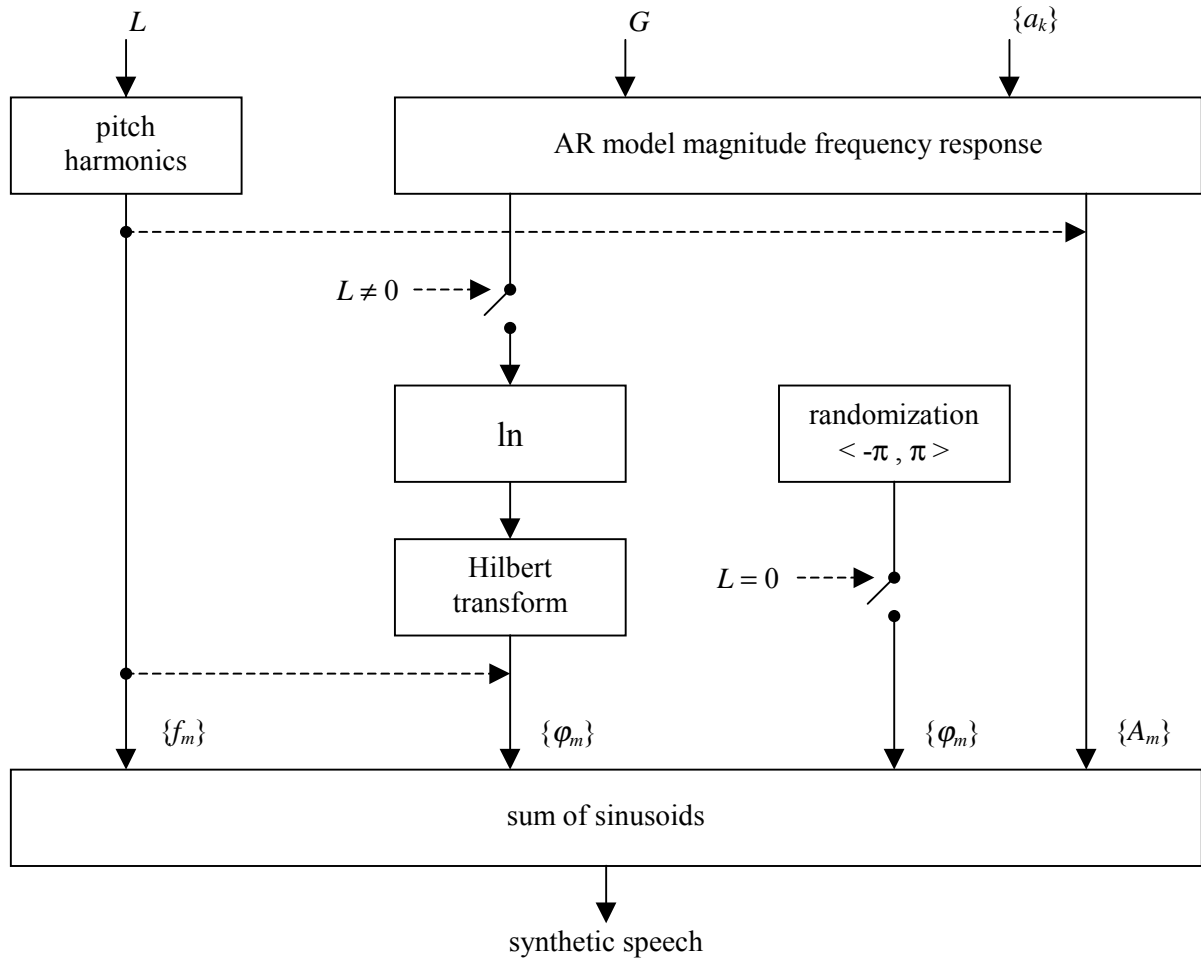 L
G
{a_k}
pitch
harmonics
AR model magnitude frequency response
L ≠ 0
ln
randomization
< -π , π >
Hilbert
transform
L = 0
{f_m}
{φ_m}
{φ_m}
{A_m}
sum of sinusoids
synthetic speech